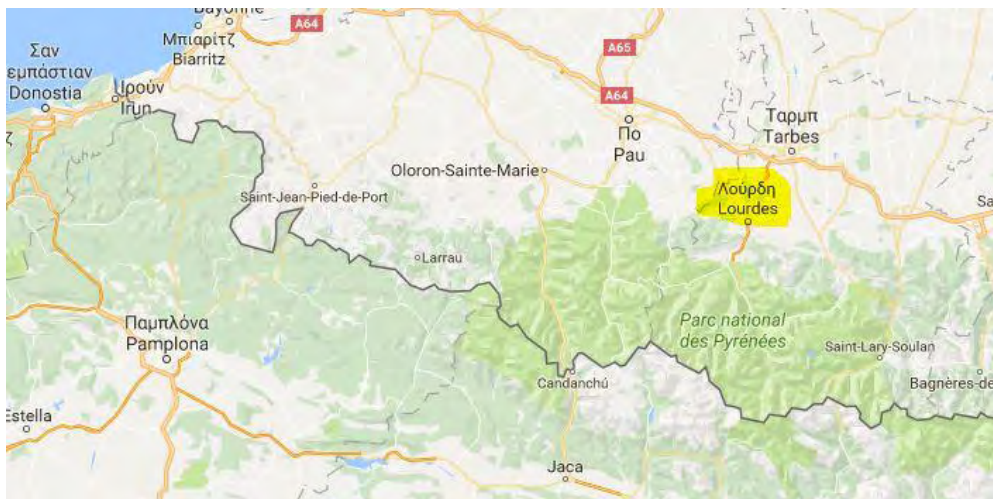 Bayonne
A64
Μπιαρίτζ
Biarritz
Σαν
εμπάστιαν
Donostia
Ιρούν
Irun
A65
A64
Πο
Pau
Ταρμπ
Tarbes
Oloron-Sainte-Marie
Λούρδη
Lourdes
Saint-Jean-Pied-de-Port
Sa
Larrau
Παμπλόνα
Pamplona
Parc national
des Pyrénées
Saint-Lary-Soulan
Candanchú
Bagnères-de
Estella
Jaca